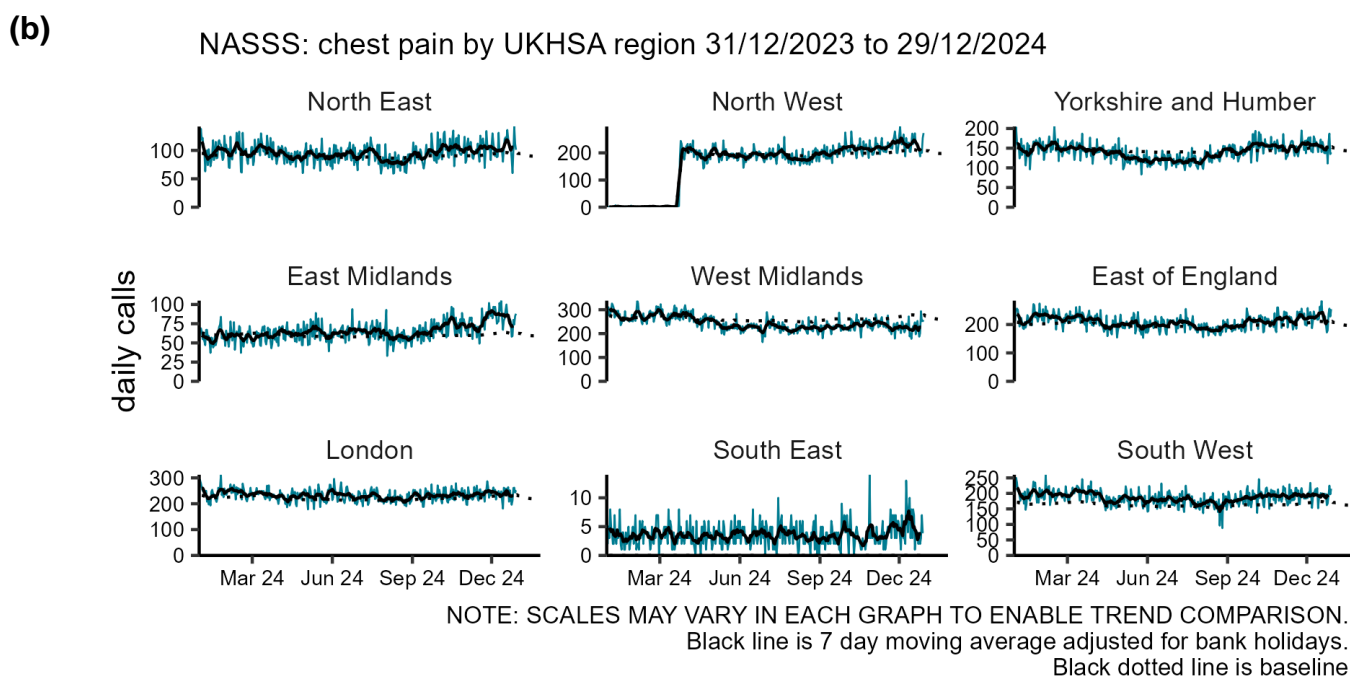 (b)
NASSS: chest pain by UKHSA region 31/12/2023 to 29/12/2024
North East
North West
Yorkshire and Humber
100
50
0
200
100
0
200
150
100
50
0
East Midlands
West Midlands
East of England
daily calls
100
75
50
25
0
300
200
100
0
200
100
0
London
South East
South West
300
200
100
0
10
5
0
250
200
150
100
50
0
Mar 24 Jun 24 Sep 24 Dec 24
Mar 24 Jun 24 Sep 24 Dec 24
Mar 24 Jun 24 Sep 24 Dec 24
NOTE: SCALES MAY VARY IN EACH GRAPH TO ENABLE TREND COMPARISON.
Black line is 7 day moving average adjusted for bank holidays.
Black dotted line is baseline